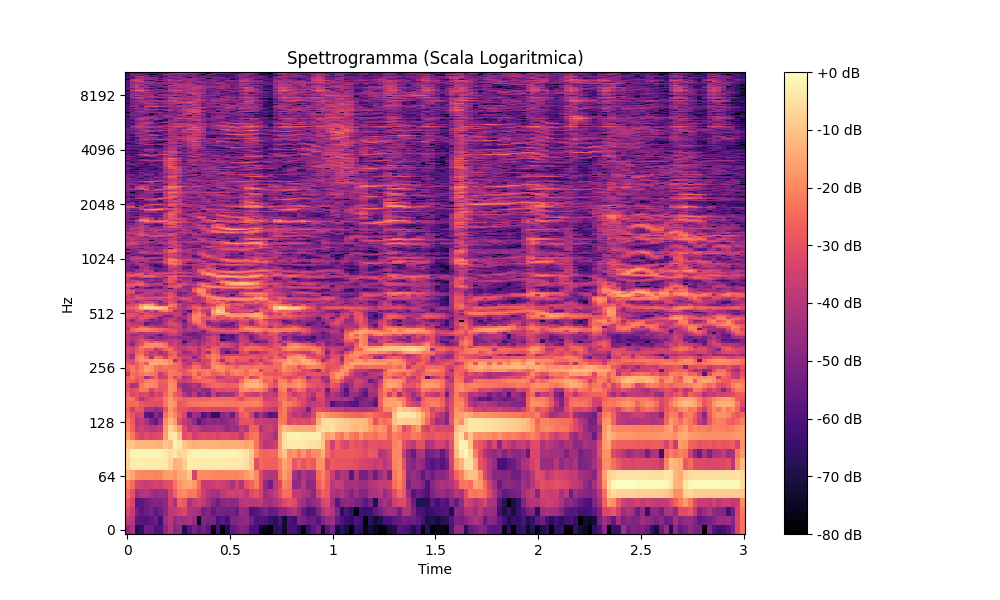 Spettrogramma (Scala Logaritmica)
Hz
8192
4096
2048
1024
512
256
128
64
0
0
0.5
1
1.5
2
2.5
3
Time
+0 dB
-10 dB
-20 dB
-30 dB
-40 dB
-50 dB
-60 dB
-70 dB
-80 dB